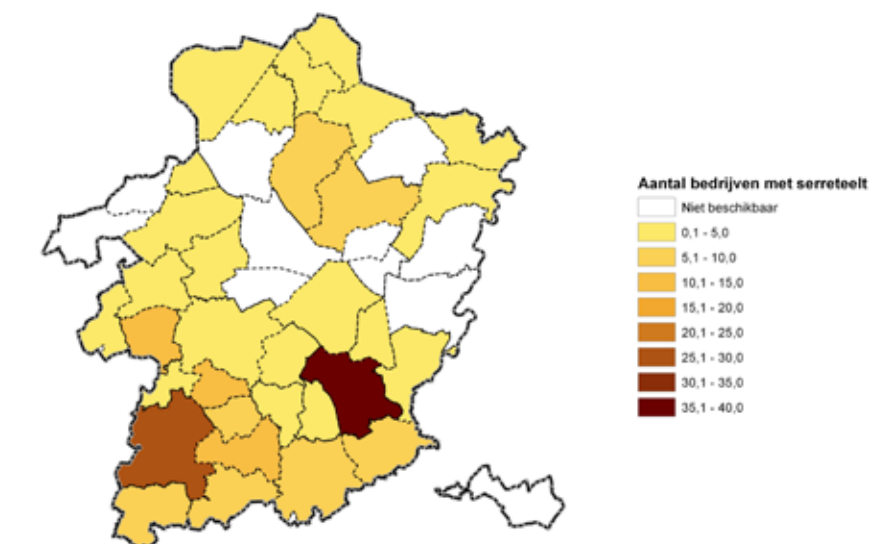 Aantal bedrijven met serreteelt
Niet beschikbaar
0,1 - 5,0
5,1 - 10,0
10,1 - 15,0
15,1 - 20,0
20,1 - 25,0
25,1 - 30,0
30,1 - 35,0
35,1 - 40,0